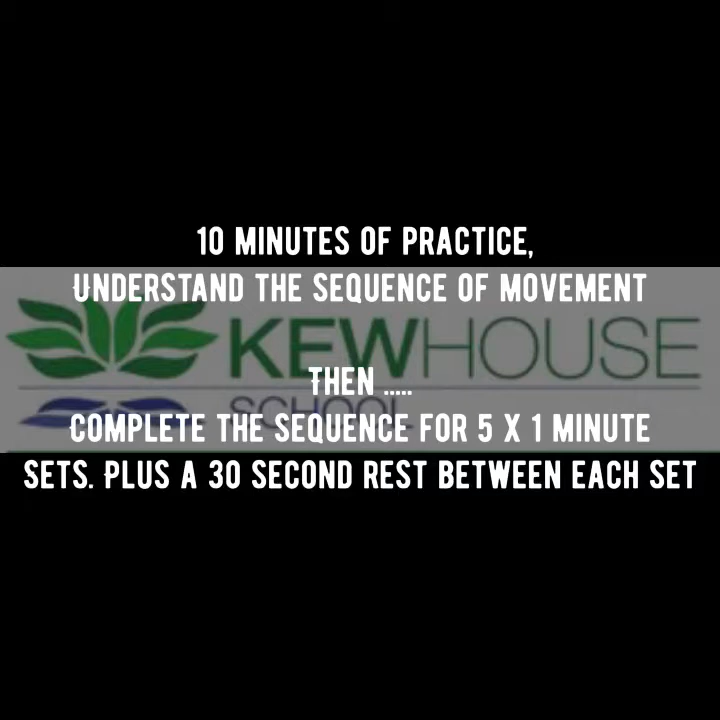 10 MINUTES OF PRACTICE,
UNDERSTAND THE SEQUENCE OF MOVEMENT
KEWHOUSE
THEN .....
SCHOOL
COMPLETE THE SEQUENCE FOR 5 X 1 MINUTE
SETS. PLUS A 30 SECOND REST BETWEEN EACH SET